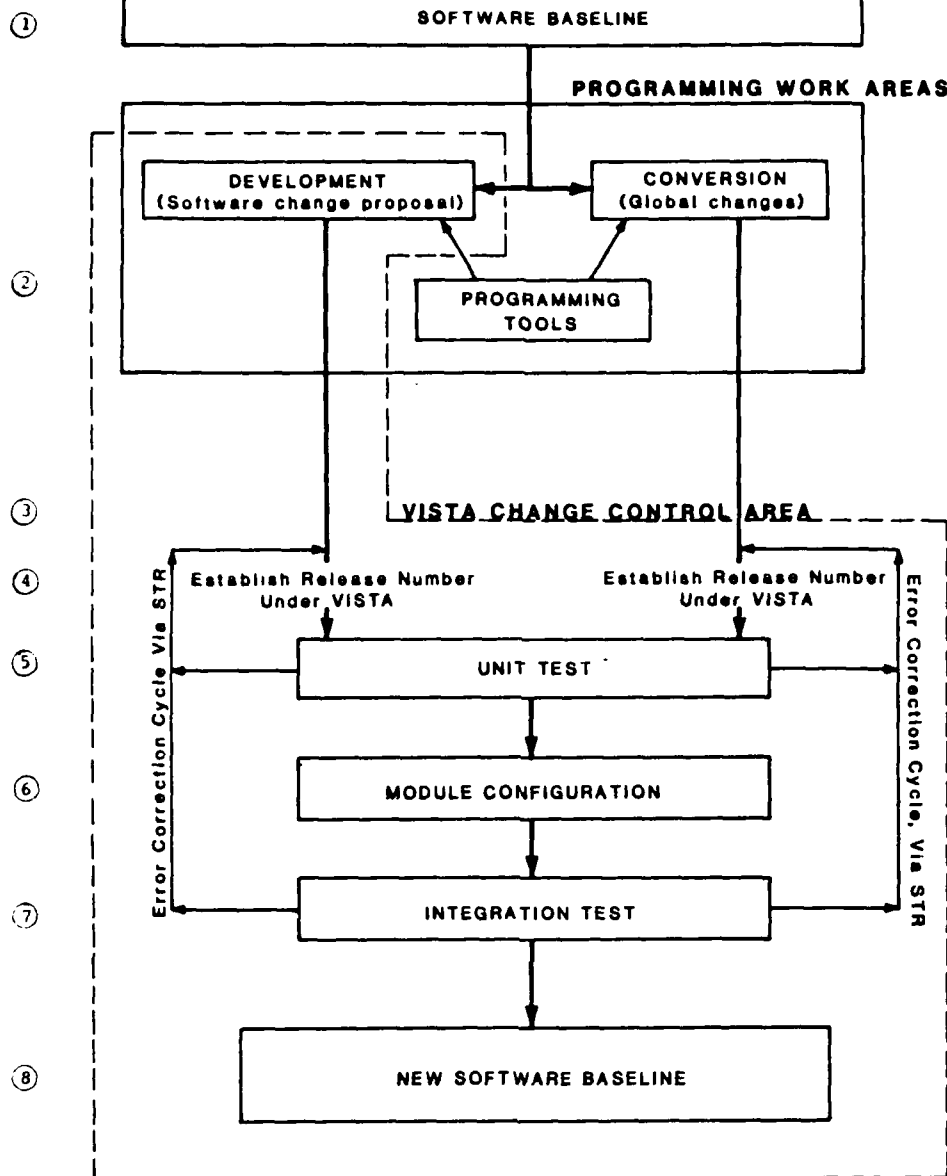 ①
SOFTWARE BASELINE
PROGRAMMING WORK AREAS
DEVELOPMENT
(Software change proposal)
CONVERSION
(Global changes)
②
PROGRAMMING
TOOLS
③
VISTA CHANGE CONTROL AREA
④
Establish Release Number
Under VISTA
Establish Release Number
Under VISTA
Error Correction Cycle Via STR
Error Correction Cycle, Via STR
⑤
UNIT TEST
⑥
MODULE CONFIGURATION
⑦
INTEGRATION TEST
⑧
NEW SOFTWARE BASELINE